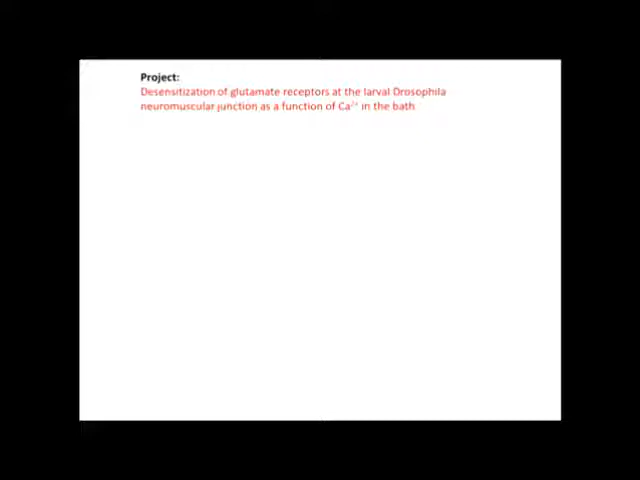 Project:
Desensitization of glutamate receptors at the larval Drosophila
neuromuscular junction as a function of Ca²⁺ in the bath